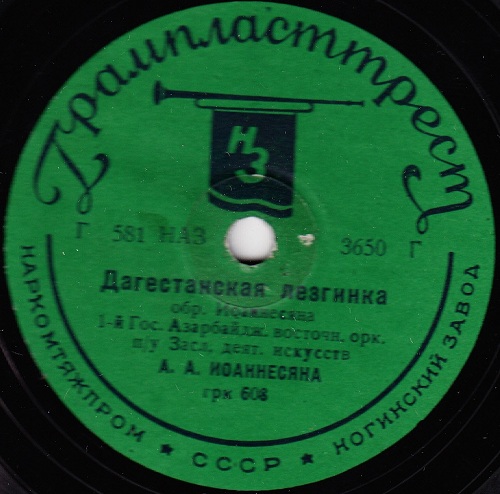 Грампласттрест
НЗ
Г 581 НАЗ 3650 Г
Дагестанская лезгинка
обр. Иоаннесяна
1-й Гос. Азарбайдж. восточн. орк.
п/у Засл. деят. искусств
А. А. ИОАННЕСЯНА
грк 608
НАРКОМТЯЖПРОМ ★ СССР ★ НОГИНСКИЙ ЗАВОД